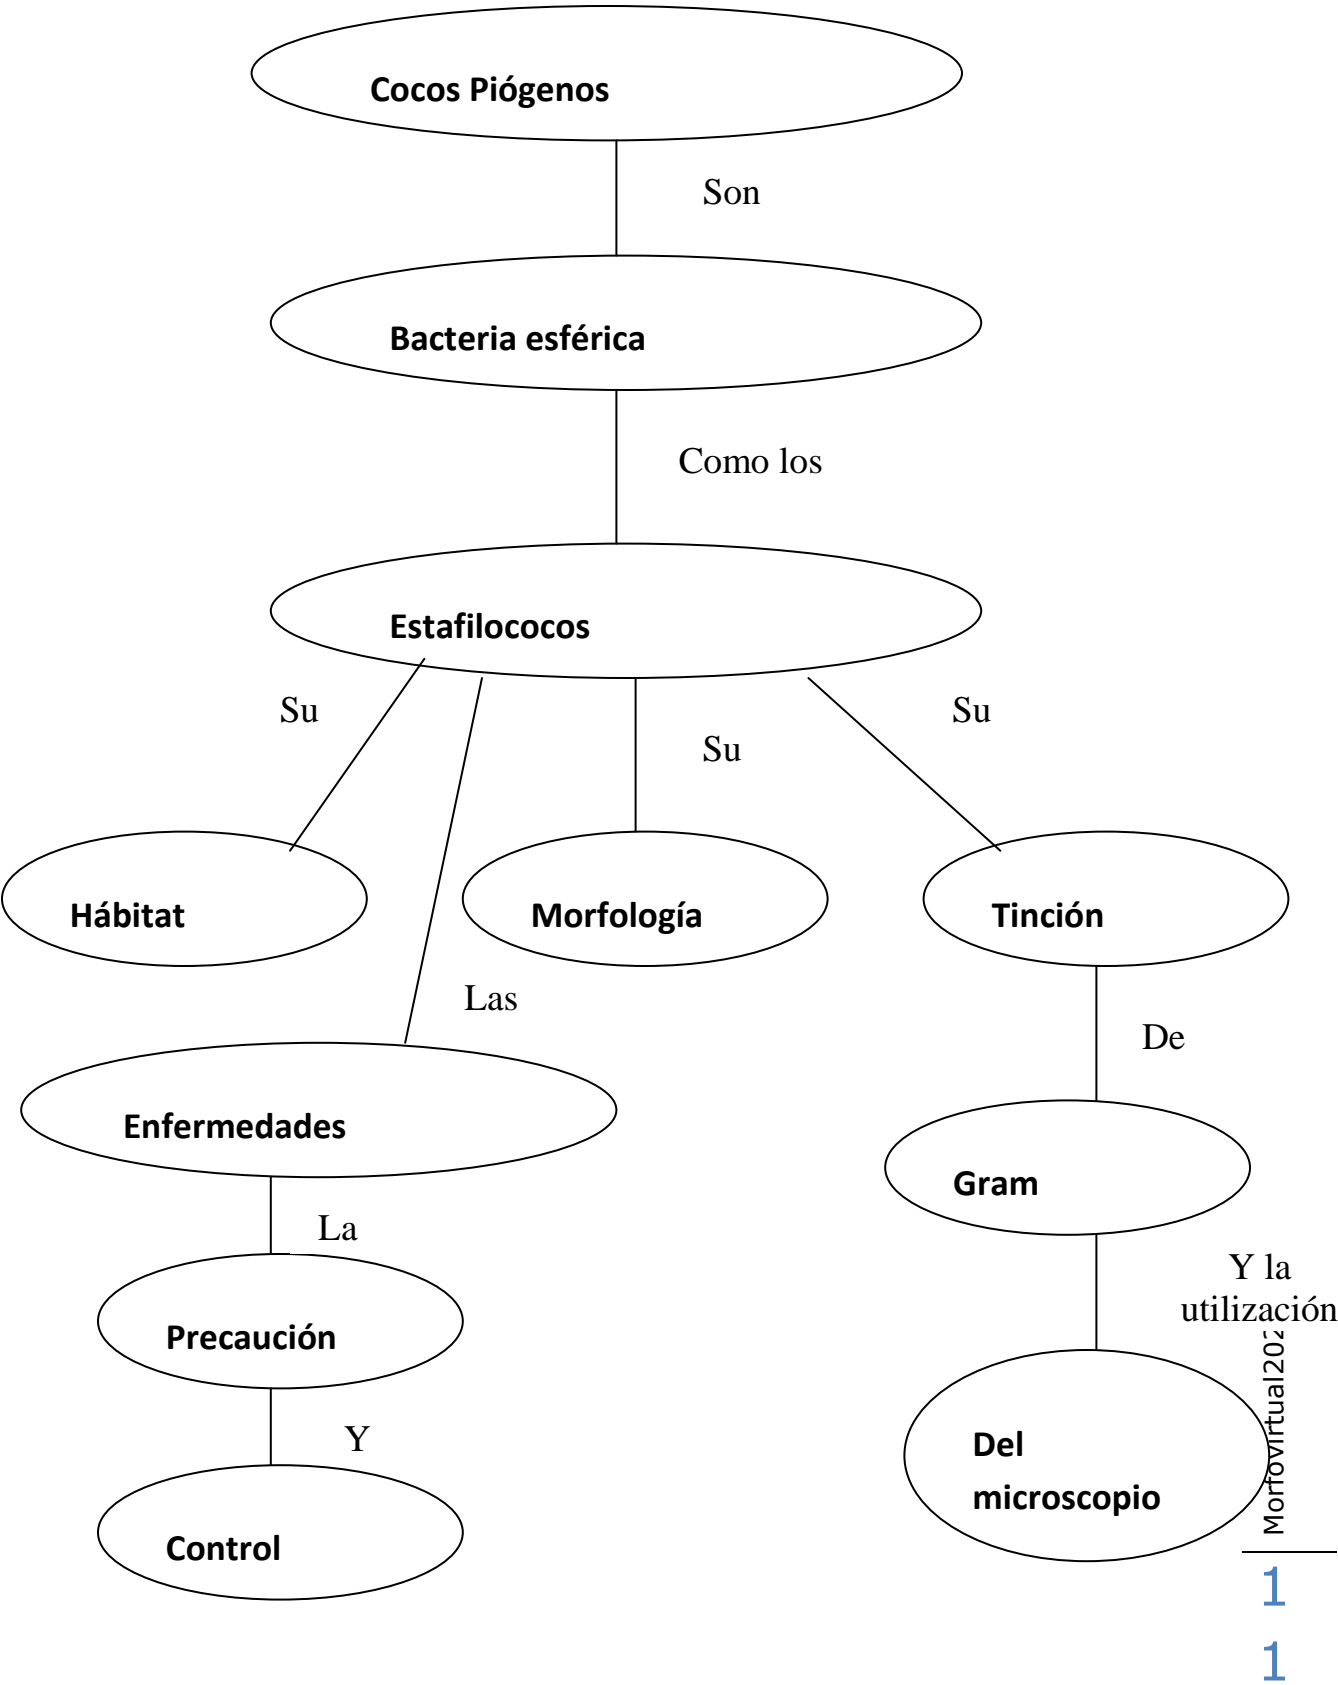 Cocos Piógenos
Son
Bacteria esférica
Como los
Estafilococos
Su
Su
Su
Hábitat
Morfología
Tinción
Las
De
Enfermedades
Gram
La
Y la
utilización
Precaución
Del
microscopio
Y
Control
Morfovirtual202
1
1